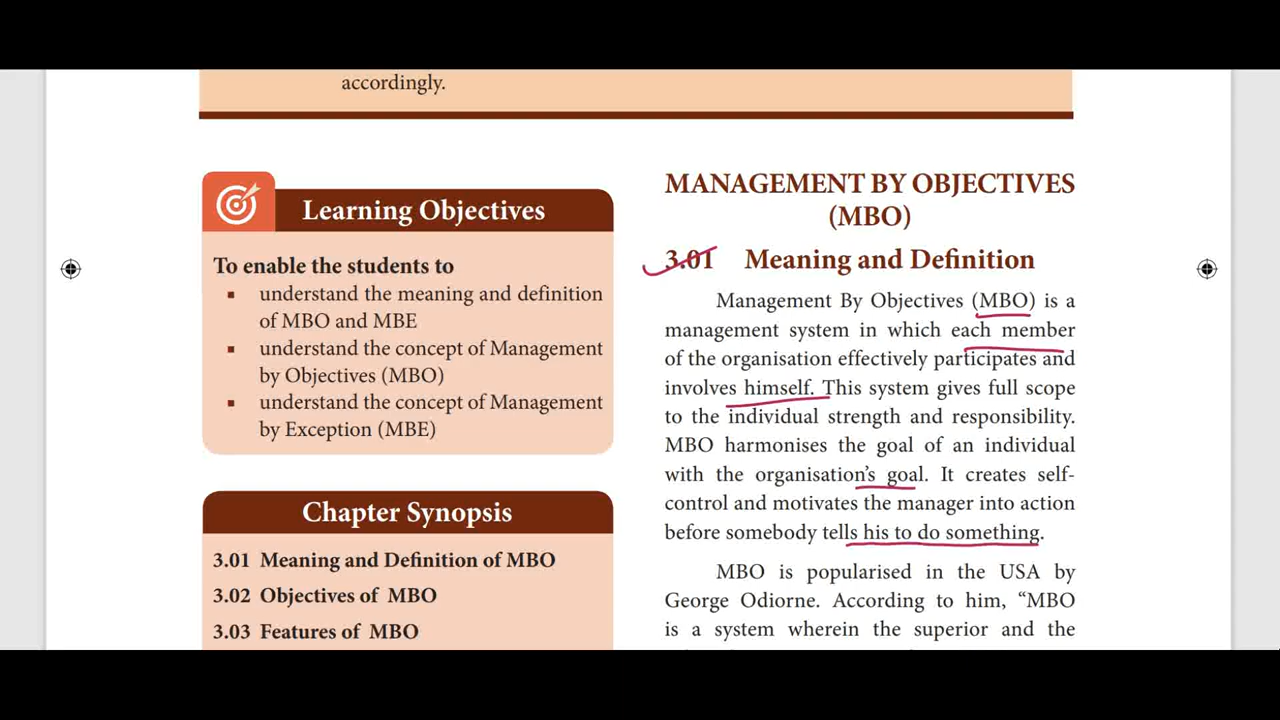 accordingly.
Learning Objectives
To enable the students to
▪ understand the meaning and definition
of MBO and MBE
▪ understand the concept of Management
by Objectives (MBO)
▪ understand the concept of Management
by Exception (MBE)
Chapter Synopsis
3.01 Meaning and Definition of MBO
3.02 Objectives of MBO
3.03 Features of MBO
MANAGEMENT BY OBJECTIVES
(MBO)
3.01 Meaning and Definition
Management By Objectives (MBO) is a
management system in which each member
of the organisation effectively participates and
involves himself. This system gives full scope
to the individual strength and responsibility.
MBO harmonises the goal of an individual
with the organisation's goal. It creates self-
control and motivates the manager into action
before somebody tells his to do something.
MBO is popularised in the USA by
George Odiorne. According to him, “MBO
is a system wherein the superior and the